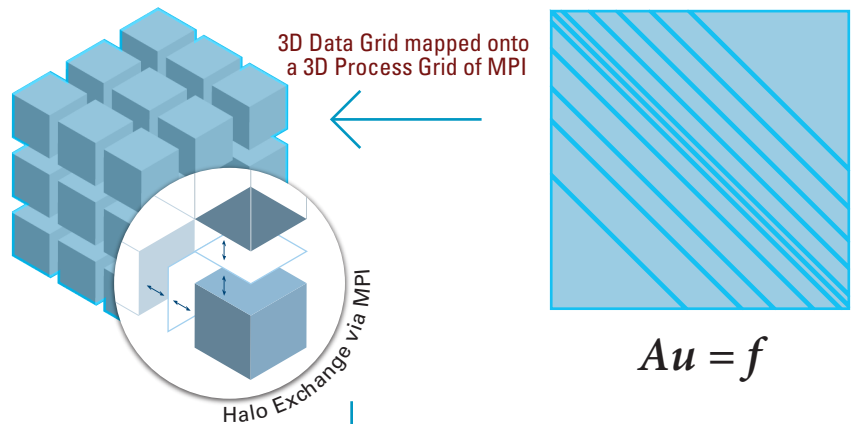 3D Data Grid mapped onto
a 3D Process Grid of MPI
Halo Exchange via MPI
Au = f